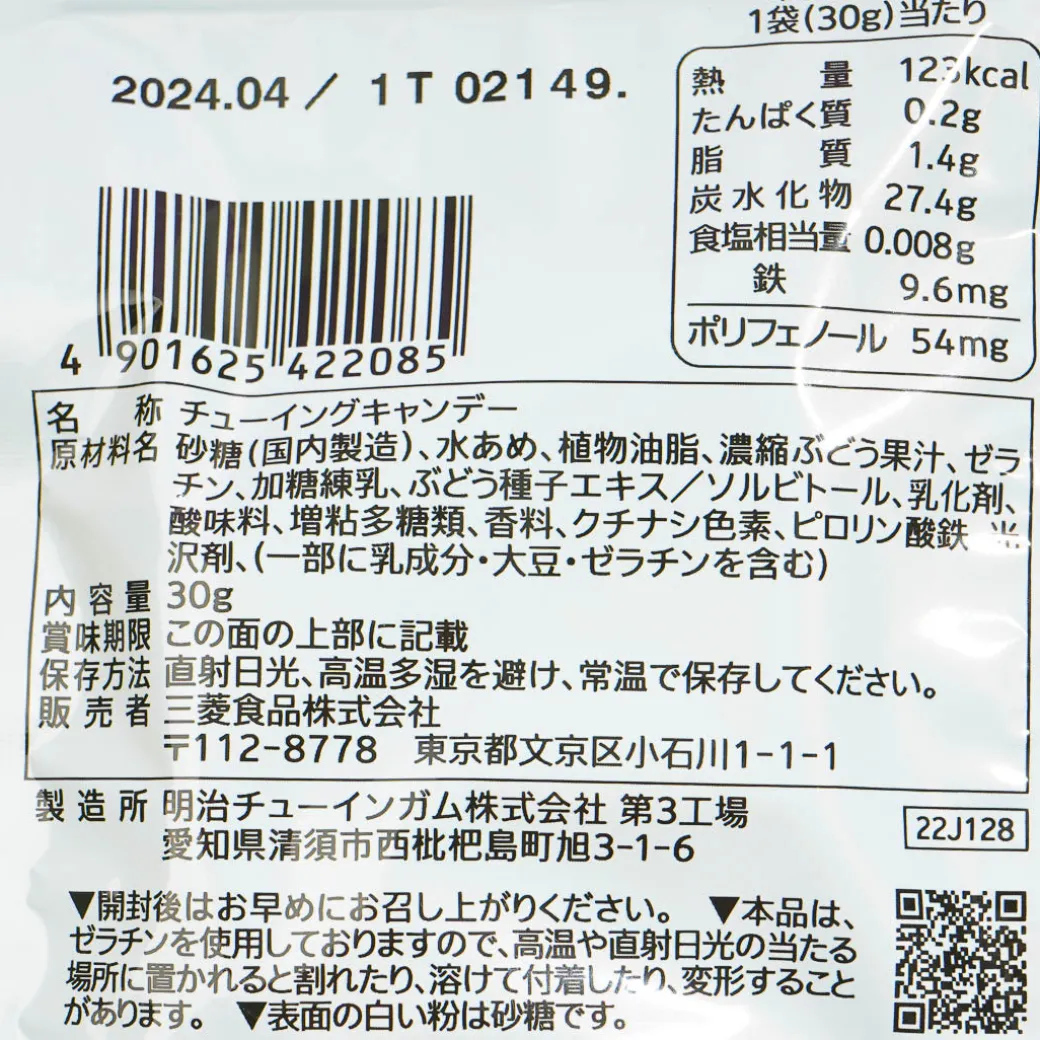 1袋(30g)当たり
2024.04 / 1T 02149.
熱量 123kcal
たんぱく質 0.2g
脂質 1.4g
炭水化物 27.4g
食塩相当量 0.008g
鉄 9.6mg
ポリフェノール 54mg
4 901625 422085
名称 チューイングキャンデー
原材料名 砂糖(国内製造)、水あめ、植物油脂、濃縮ぶどう果汁、ゼラ
チン、加糖練乳、ぶどう種子エキス/ソルビトール、乳化剤、
酸味料、増粘多糖類、香料、クチナシ色素、ピロリン酸鉄、光
沢剤、(一部に乳成分・大豆・ゼラチンを含む)
内容量 30g
賞味期限 この面の上部に記載
保存方法 直射日光、高温多湿を避け、常温で保存してください。
販売者 三菱食品株式会社
〒112-8778 東京都文京区小石川1-1-1
製造所 明治チューインガム株式会社 第3工場
愛知県清須市西枇杷島町旭3-1-6
22J128
▼開封後はお早めにお召し上がりください。 ▼本品は、
ゼラチンを使用しておりますので、高温や直射日光の当たる
場所に置かれると割れたり、溶けて付着したり、変形すること
があります。 ▼表面の白い粉は砂糖です。